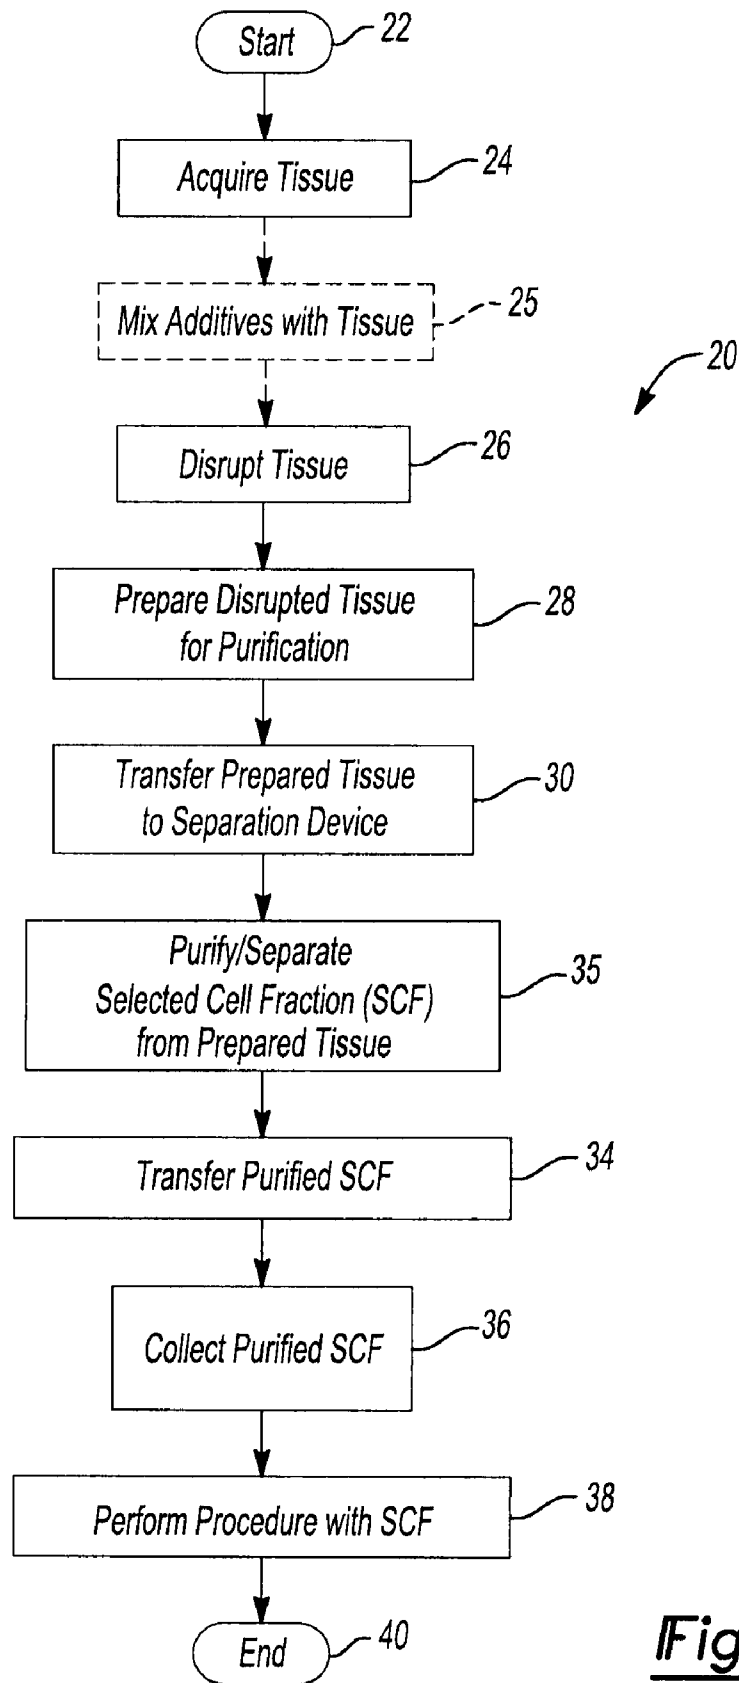 Start
22
Acquire Tissue
24
Mix Additives with Tissue
25
20
Disrupt Tissue
26
Prepare Disrupted Tissue
for Purification
28
Transfer Prepared Tissue
to Separation Device
30
Purify/Separate
Selected Cell Fraction (SCF)
from Prepared Tissue
35
Transfer Purified SCF
34
Collect Purified SCF
36
Perform Procedure with SCF
38
End
40
Fig